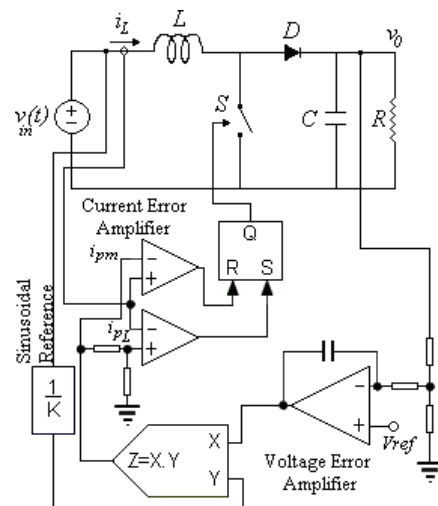 i_L
L
D
v_0
v_in(t)
S
C
R
Current Error
Amplifier
Q
R S
i_pm
−
+
i_pL
−
+
Sinusoidal
Reference
1
K
Z=X.Y
X
Y
−
+
Vref
Voltage Error
Amplifier